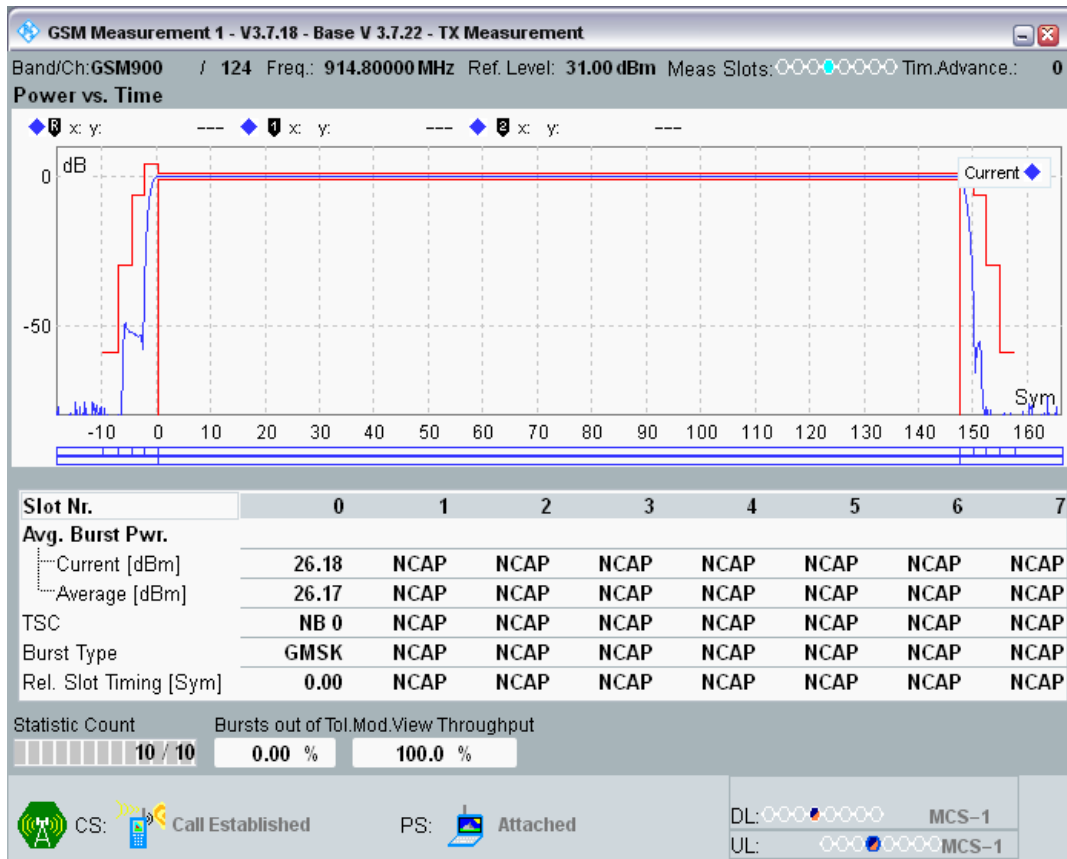 GSM Measurement 1 - V3.7.18 - Base V 3.7.22 - TX Measurement
Band/Ch: GSM900 / 124 Freq.: 914.80000 MHz Ref. Level: 31.00 dBm Meas Slots: Tim.Advance.: 0
Power vs. Time
R x: y: --- 1 x: y: --- 2 x: y: ---
dB
Current
0
-50
Sym
-10 0 10 20 30 40 50 60 70 80 90 100 110 120 130 140 150 160
Slot Nr. 0 1 2 3 4 5 6 7
Avg. Burst Pwr.
Current [dBm] 26.18 NCAP NCAP NCAP NCAP NCAP NCAP NCAP
Average [dBm] 26.17 NCAP NCAP NCAP NCAP NCAP NCAP NCAP
TSC NB 0 NCAP NCAP NCAP NCAP NCAP NCAP NCAP
Burst Type GMSK NCAP NCAP NCAP NCAP NCAP NCAP NCAP
Rel. Slot Timing [Sym] 0.00 NCAP NCAP NCAP NCAP NCAP NCAP NCAP
Statistic Count Bursts out of Tol. Mod.View Throughput
10 / 10 0.00 % 100.0 %
CS: Call Established PS: Attached
DL: MCS-1
UL: MCS-1